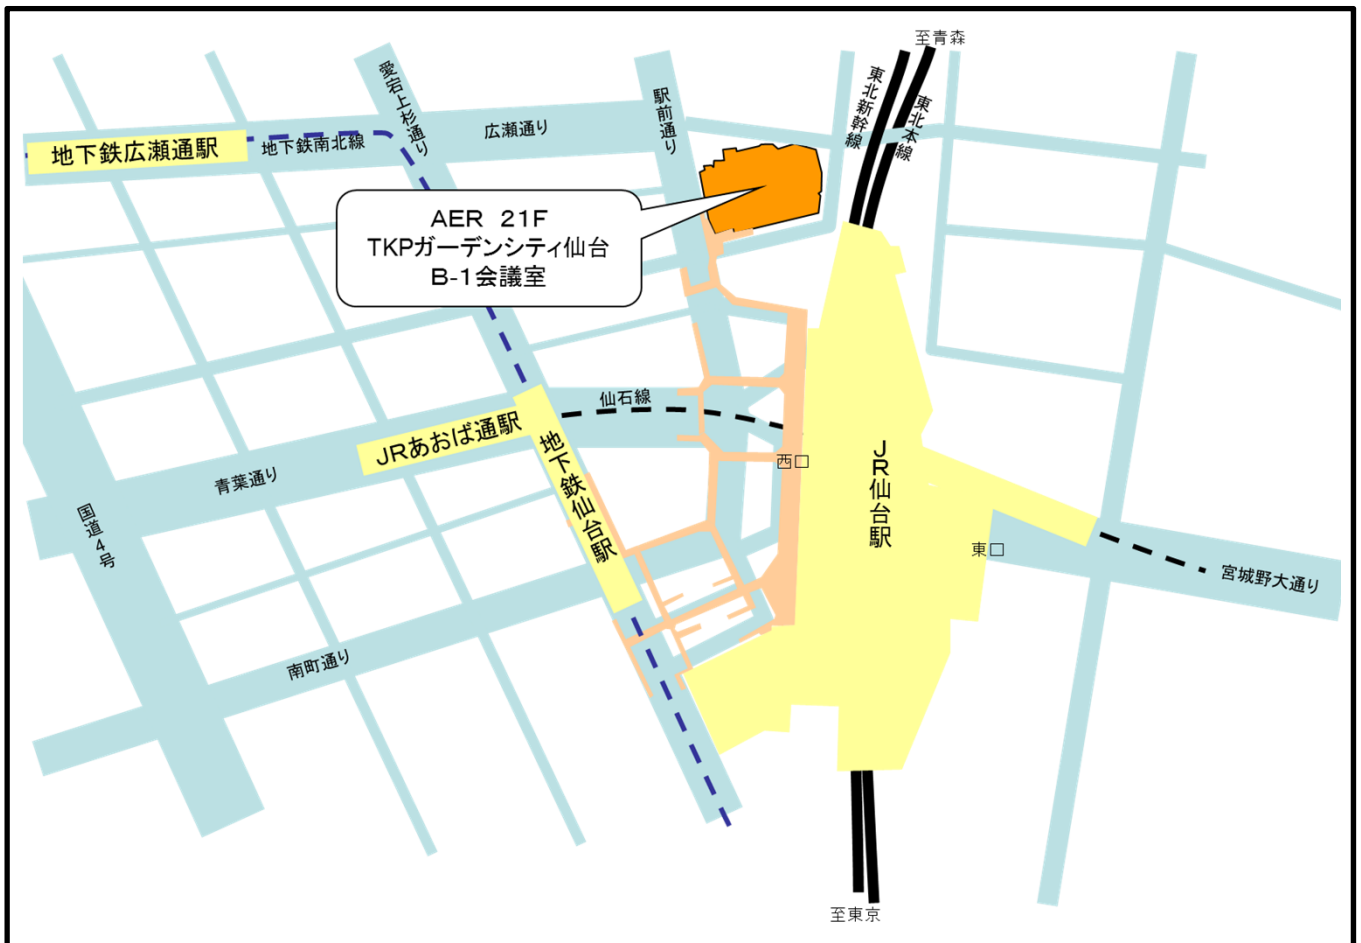 至青森
東北新幹線
東北本線
愛宕上杉通り
駅前通り
広瀬通り
地下鉄南北線
地下鉄広瀬通駅
AER 21F
TKPガーデンシティ仙台
B-1会議室
仙石線
JRあおば通駅
地下鉄仙台駅
西口
JR仙台駅
青葉通り
国道4号
東口
宮城野大通り
南町通り
至東京